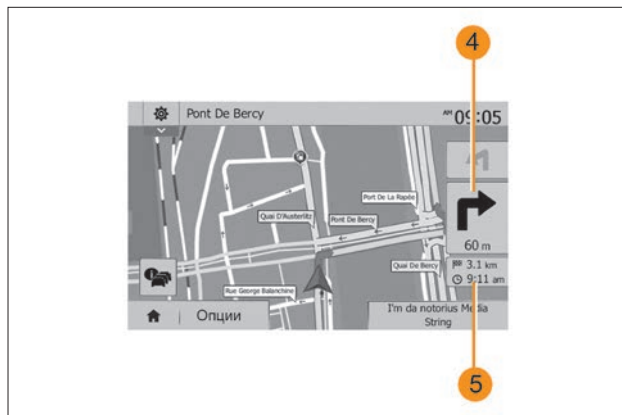 4
Pont De Bercy
AM 09:05
Port De La Rapée
Quai D'Austerlitz
Pont De Bercy
60 m
Quai De Bercy
3.1 km
9:11 am
Rue George Balanchine
Опции
I'm da notorius Media
String
5